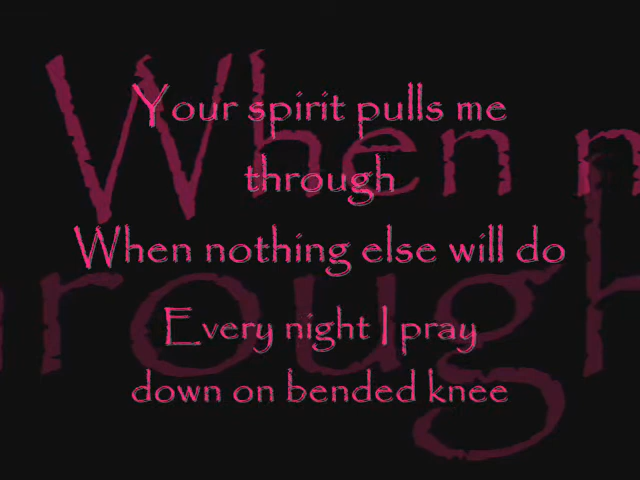 Your spirit pulls me
through
When nothing else will do
Every night I pray
down on bended knee
When n
rough